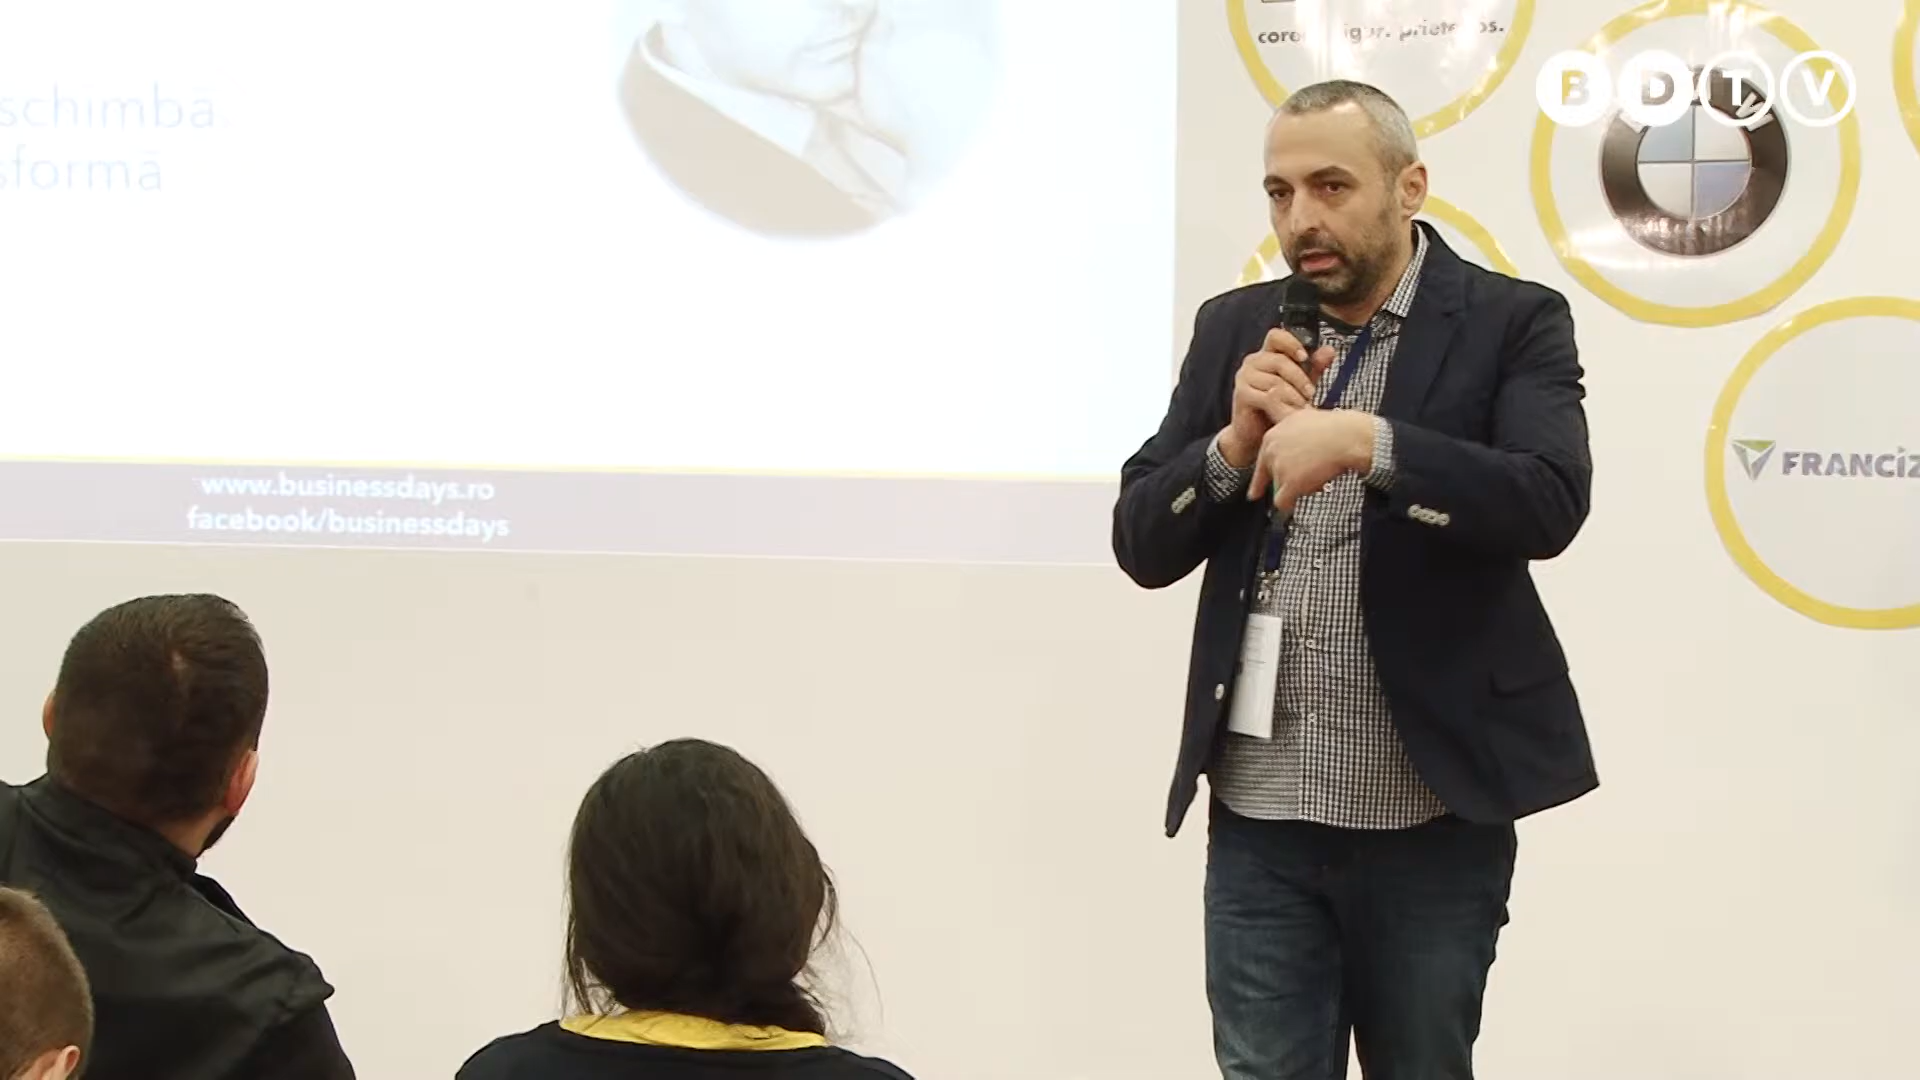 schimbă.
sformă
www.businessdays.ro
facebook/businessdays
BDTV
FRANCIZ